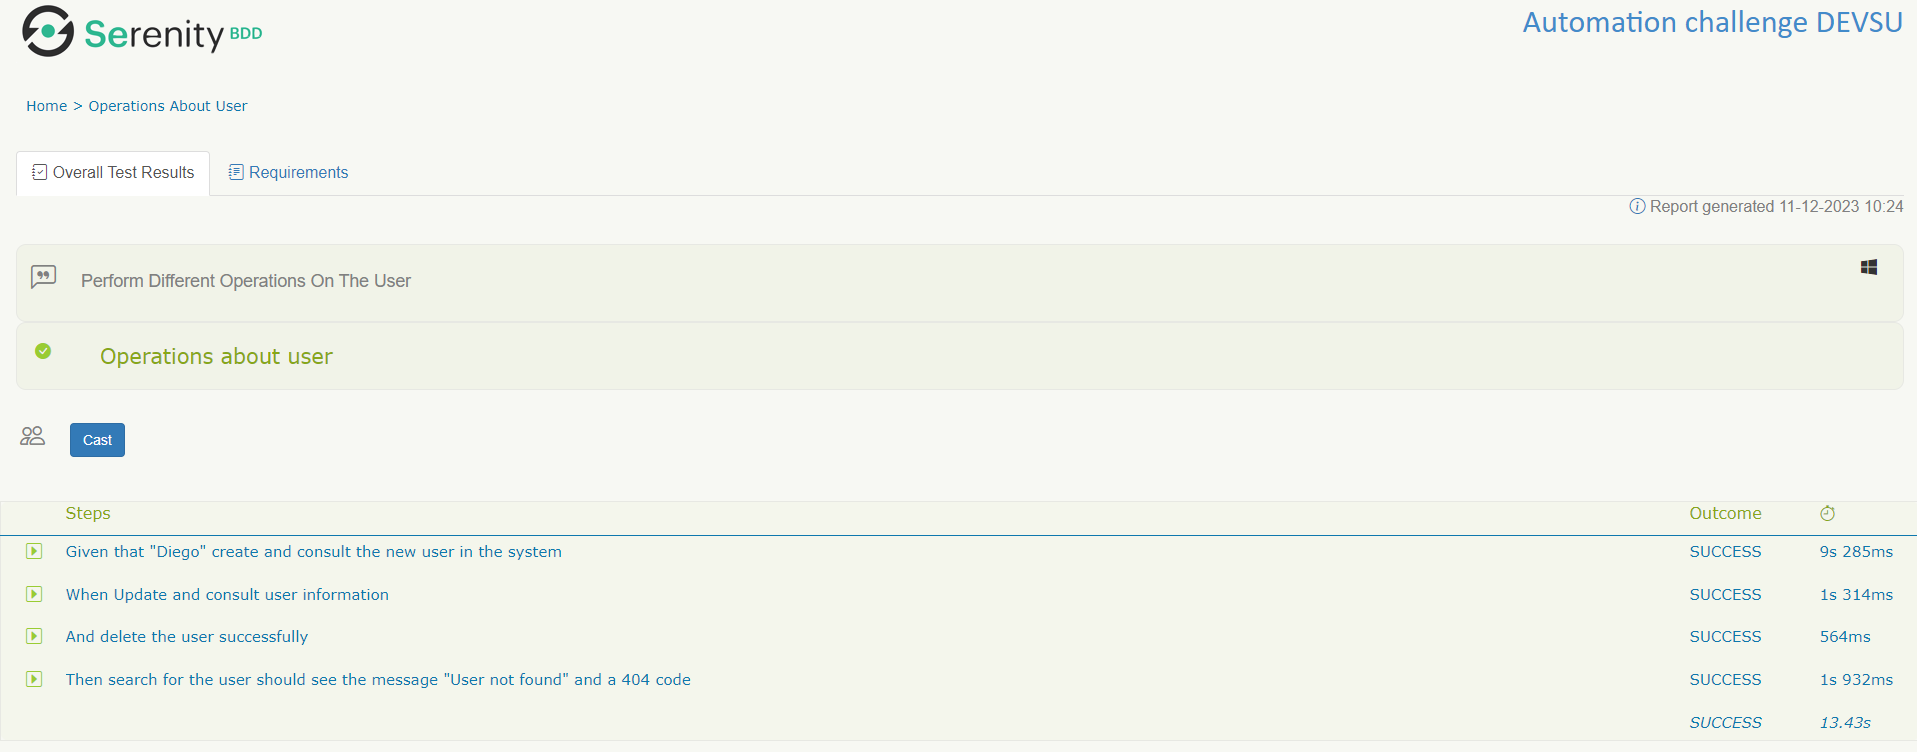 Serenity BDD
Automation challenge DEVSU
Home > Operations About User
Overall Test Results
Requirements
Report generated 11-12-2023 10:24
Perform Different Operations On The User
Operations about user
Cast
Steps Outcome
Given that "Diego" create and consult the new user in the system SUCCESS 9s 285ms
When Update and consult user information SUCCESS 1s 314ms
And delete the user successfully SUCCESS 564ms
Then search for the user should see the message "User not found" and a 404 code SUCCESS 1s 932ms
SUCCESS 13.43s